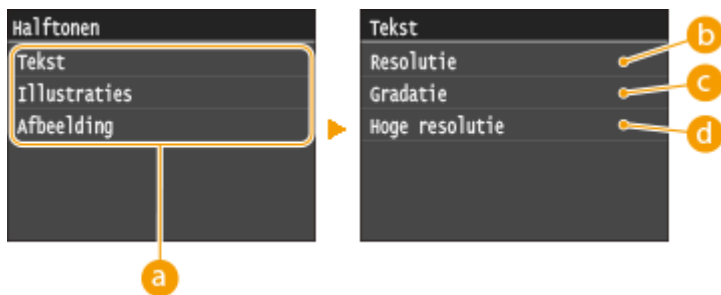 Halftonen
Tekst
Illustraties
Afbeelding
a
Tekst
Resolutie
Gradatie
Hoge resolutie
b
c
d